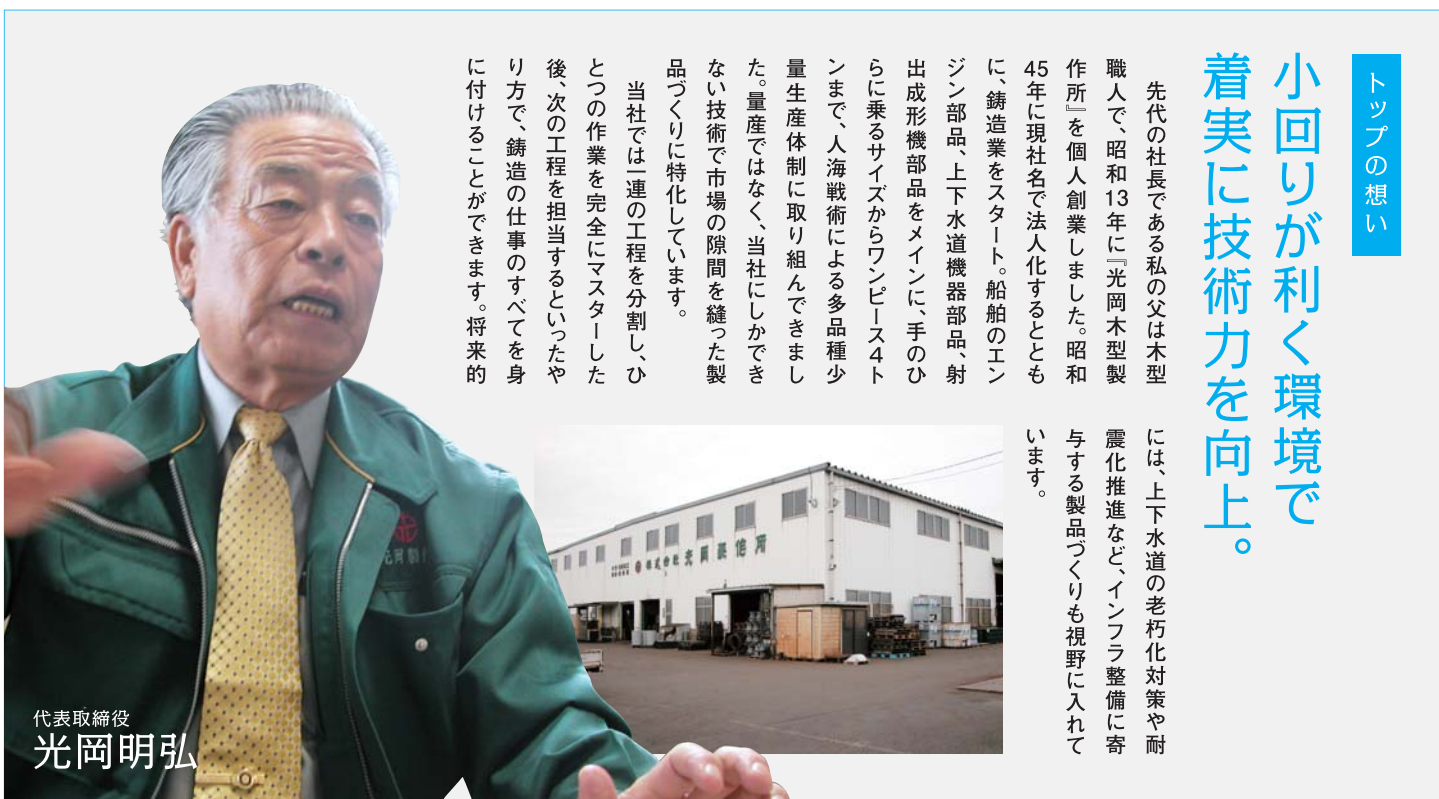 トップの想い
小回りが利く環境で
着実に技術力を向上。
先代の社長である私の父は木型
職人で、昭和13年に『光岡木型製
作所』を個人創業しました。昭和
45年に現社名で法人化するととも
に、鋳造業をスタート。船舶のエン
ジン部品、上下水道機器部品、射
出成形機部品をメインに、手のひ
らに乗るサイズからワンピース4ト
ンまで、人海戦術による多品種少
量生産体制に取り組んできまし
た。量産ではなく、当社にしかでき
ない技術で市場の隙間を縫った製
品づくりに特化しています。
当社では一連の工程を分割し、ひ
とつの作業を完全にマスターした
後、次の工程を担当するといったや
り方で、鋳造の仕事のすべてを身
に付けることができます。将来的
には、上下水道の老朽化対策や耐
震化推進など、インフラ整備に寄
与する製品づくりも視野に入れて
います。
株式会社 光岡製作所
光岡製作
代表取締役
光岡明弘